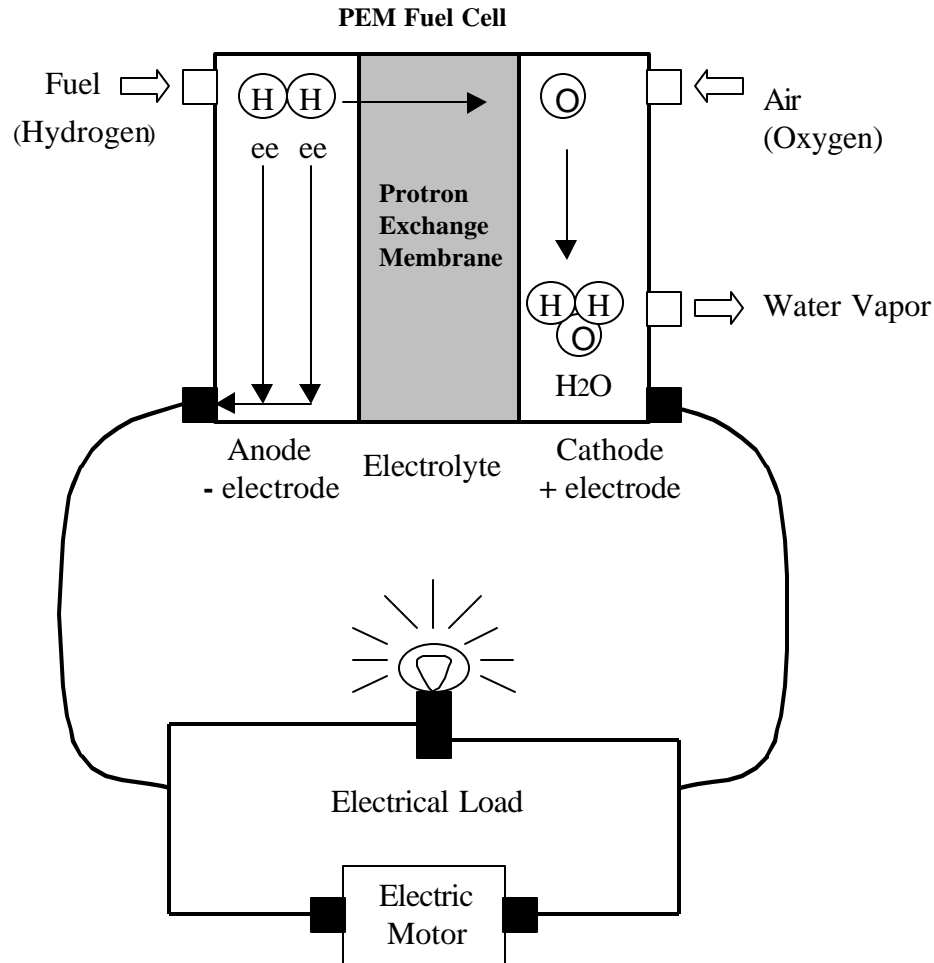 PEM Fuel Cell
Fuel
(Hydrogen)
H H
O
Air
(Oxygen)
ee ee
Protron
Exchange
Membrane
H H
O
H2O
Water Vapor
Anode
- electrode
Electrolyte
Cathode
+ electrode
Electrical Load
Electric
Motor